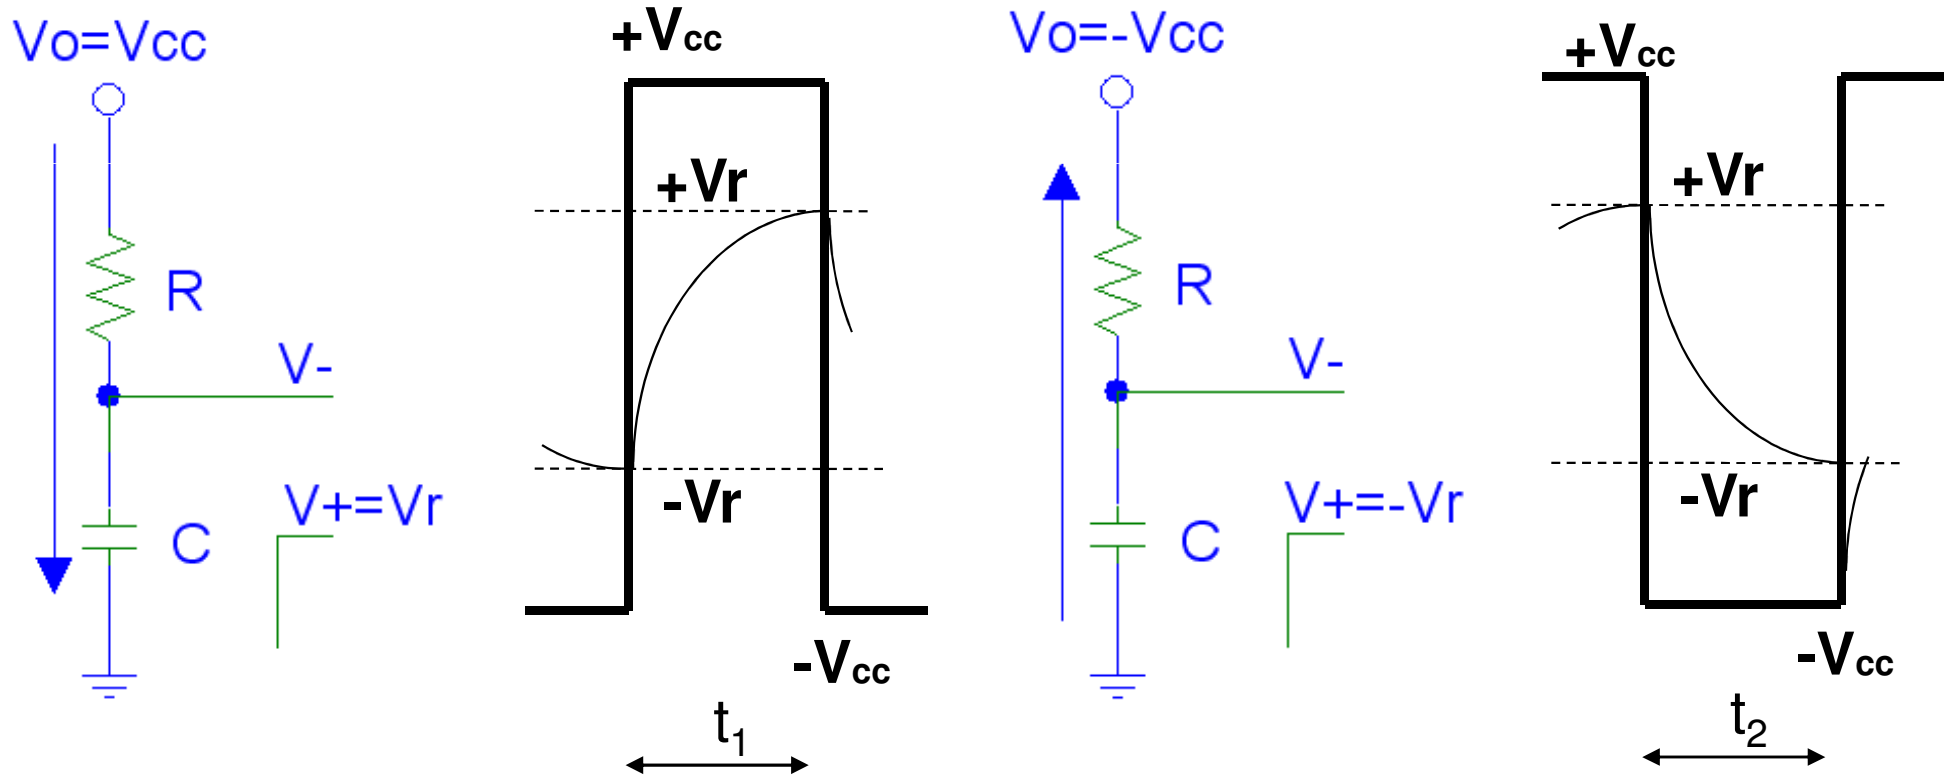 Vo=Vcc
R
V-
V+=Vr
C
+Vcc
+Vr
-Vr
-Vcc
t1
Vo=-Vcc
R
V-
V+=-Vr
C
+Vcc
+Vr
-Vr
-Vcc
t2